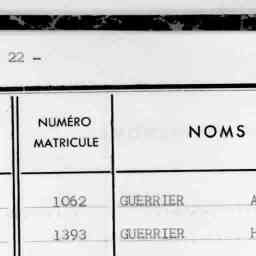 22 -
NUMÉRO MATRICULE NOMS
1062 GUERRIER A
1393 GUERRIER H